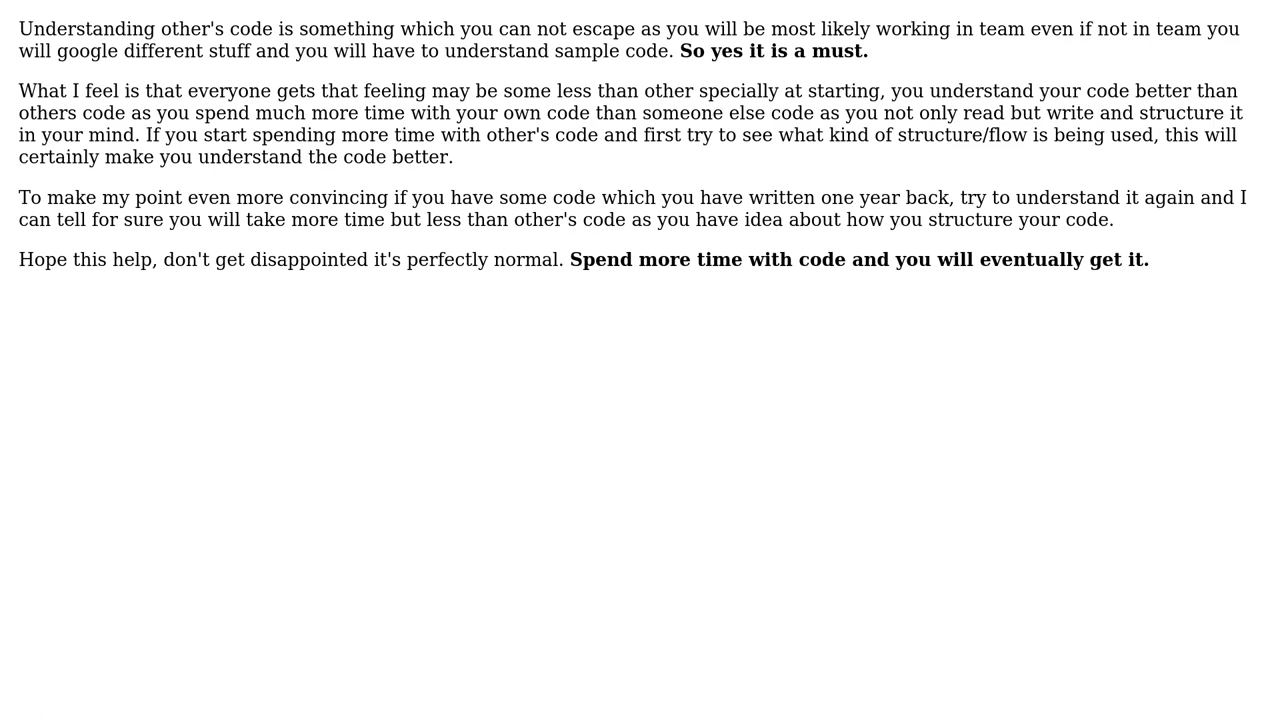 Understanding other's code is something which you can not escape as you will be most likely working in team even if not in team you
will google different stuff and you will have to understand sample code. So yes it is a must.
What I feel is that everyone gets that feeling may be some less than other specially at starting, you understand your code better than
others code as you spend much more time with your own code than someone else code as you not only read but write and structure it
in your mind. If you start spending more time with other's code and first try to see what kind of structure/flow is being used, this will
certainly make you understand the code better.
To make my point even more convincing if you have some code which you have written one year back, try to understand it again and I
can tell for sure you will take more time but less than other's code as you have idea about how you structure your code.
Hope this help, don't get disappointed it's perfectly normal. Spend more time with code and you will eventually get it.